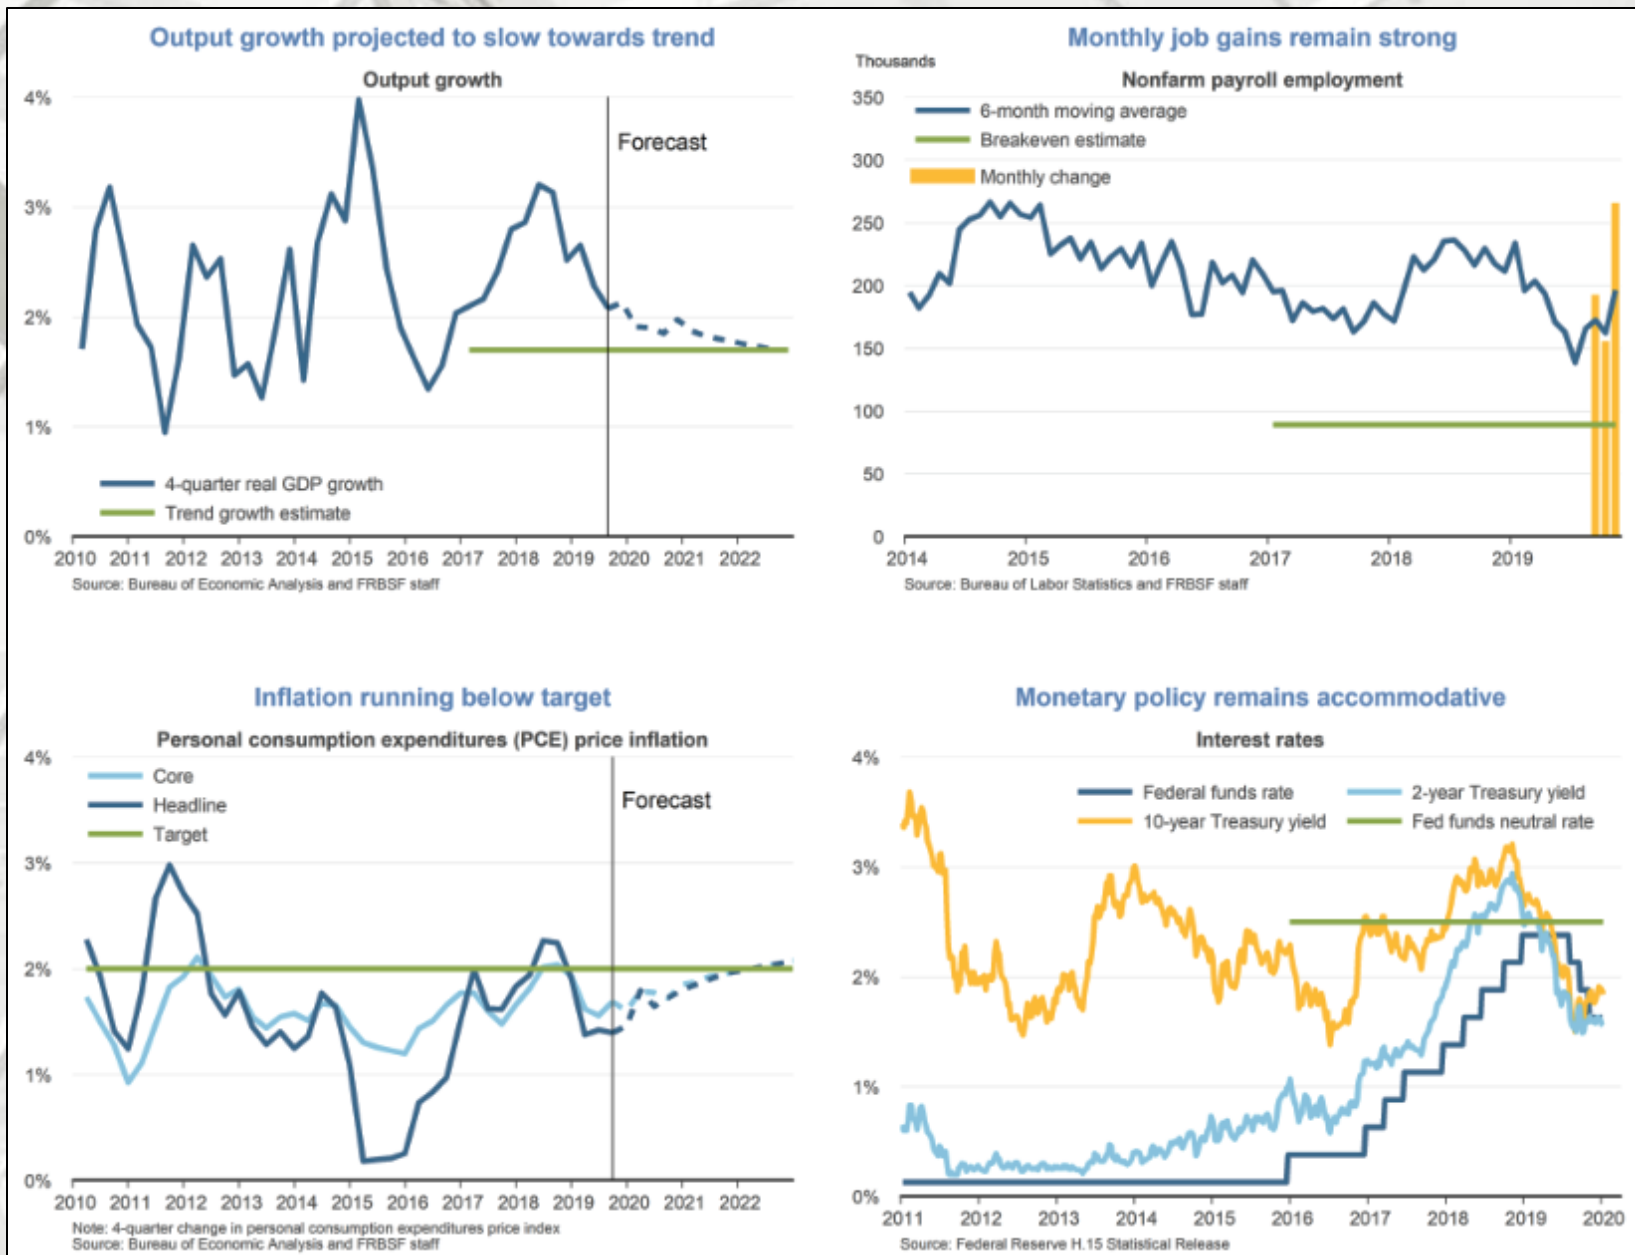 Output growth projected to slow towards trend
Output growth
4%
3%
2%
1%
0%
Forecast
4-quarter real GDP growth
Trend growth estimate
2010 2011 2012 2013 2014 2015 2016 2017 2018 2019 2020 2021 2022
Source: Bureau of Economic Analysis and FRBSF staff
Monthly job gains remain strong
Thousands
Nonfarm payroll employment
350
300
250
200
150
100
50
0
6-month moving average
Breakeven estimate
Monthly change
2014 2015 2016 2017 2018 2019
Source: Bureau of Labor Statistics and FRBSF staff
Inflation running below target
Personal consumption expenditures (PCE) price inflation
4%
3%
2%
1%
0%
Core
Headline
Target
Forecast
2010 2011 2012 2013 2014 2015 2016 2017 2018 2019 2020 2021 2022
Note: 4-quarter change in personal consumption expenditures price index
Source: Bureau of Economic Analysis and FRBSF staff
Monetary policy remains accommodative
Interest rates
4%
3%
2%
1%
0%
Federal funds rate
2-year Treasury yield
10-year Treasury yield
Fed funds neutral rate
2011 2012 2013 2014 2015 2016 2017 2018 2019 2020
Source: Federal Reserve H.15 Statistical Release